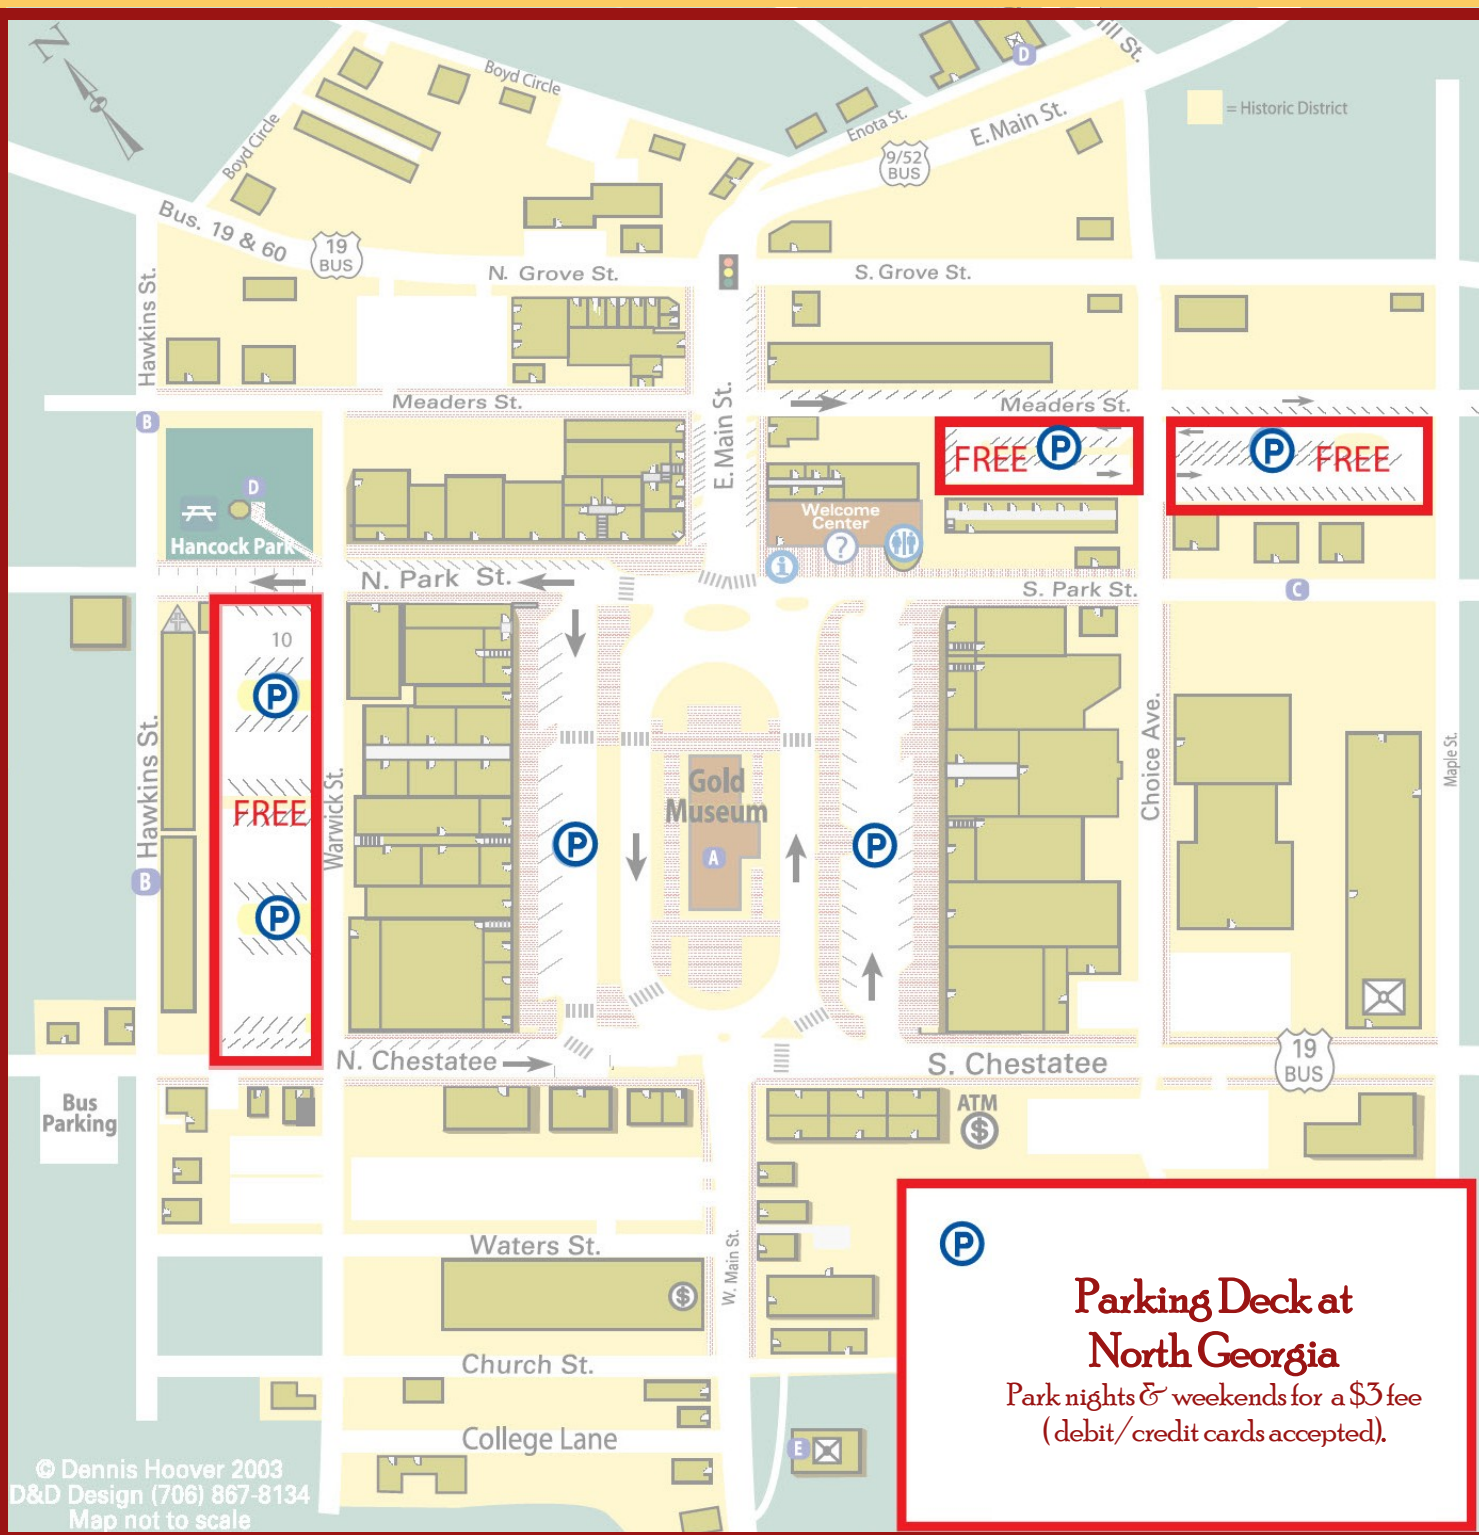 N
Boyd Circle
Boyd Circle
D
ill St.
Enota St.
E. Main St.
9/52
BUS
= Historic District
Bus. 19 & 60
19
BUS
N. Grove St.
S. Grove St.
Hawkins St.
Meaders St.
E. Main St.
Meaders St.
B
FREE P
P FREE
D
Hancock Park
Welcome
Center
?
i
N. Park St.
S. Park St.
C
10
P
Hawkins St.
FREE
Warwick St.
P
B
P
Gold
Museum
A
P
Choice Ave.
Maple St.
N. Chestatee
S. Chestatee
19
BUS
Bus
Parking
ATM
$
Waters St.
$
W. Main St.
Church St.
College Lane
E
P
Parking Deck at
North Georgia
Park nights & weekends for a $3 fee
(debit/credit cards accepted).
© Dennis Hoover 2003
D&D Design (706) 867-8134
Map not to scale